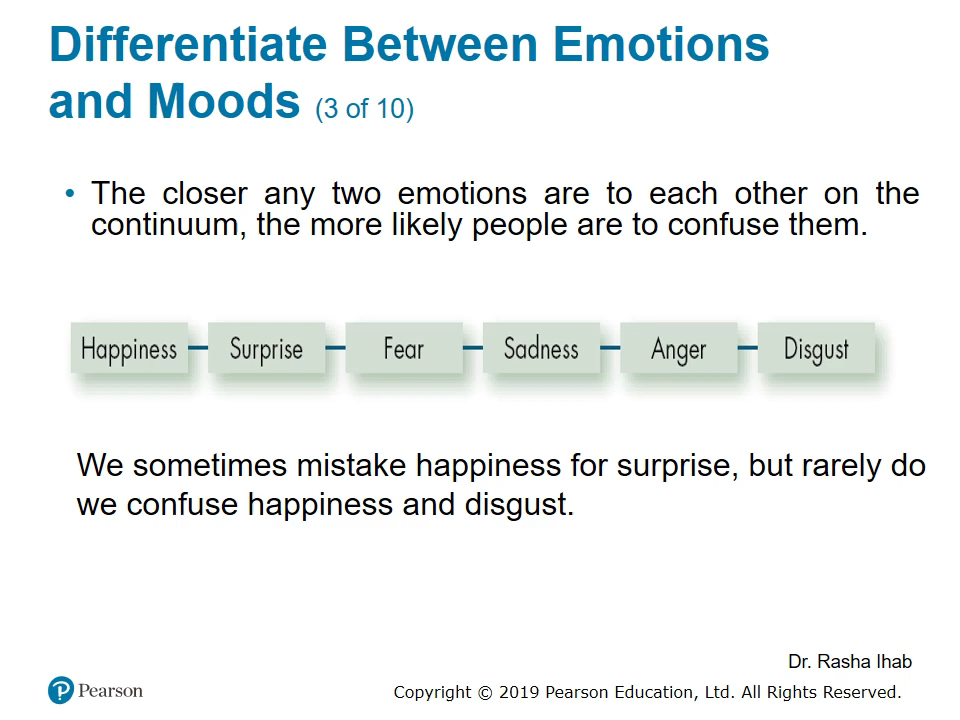 Differentiate Between Emotions
and Moods (3 of 10)
• The closer any two emotions are to each other on the
continuum, the more likely people are to confuse them.
Happiness Surprise Fear Sadness Anger Disgust
We sometimes mistake happiness for surprise, but rarely do
we confuse happiness and disgust.
Dr. Rasha Ihab
Pearson
Copyright © 2019 Pearson Education, Ltd. All Rights Reserved.